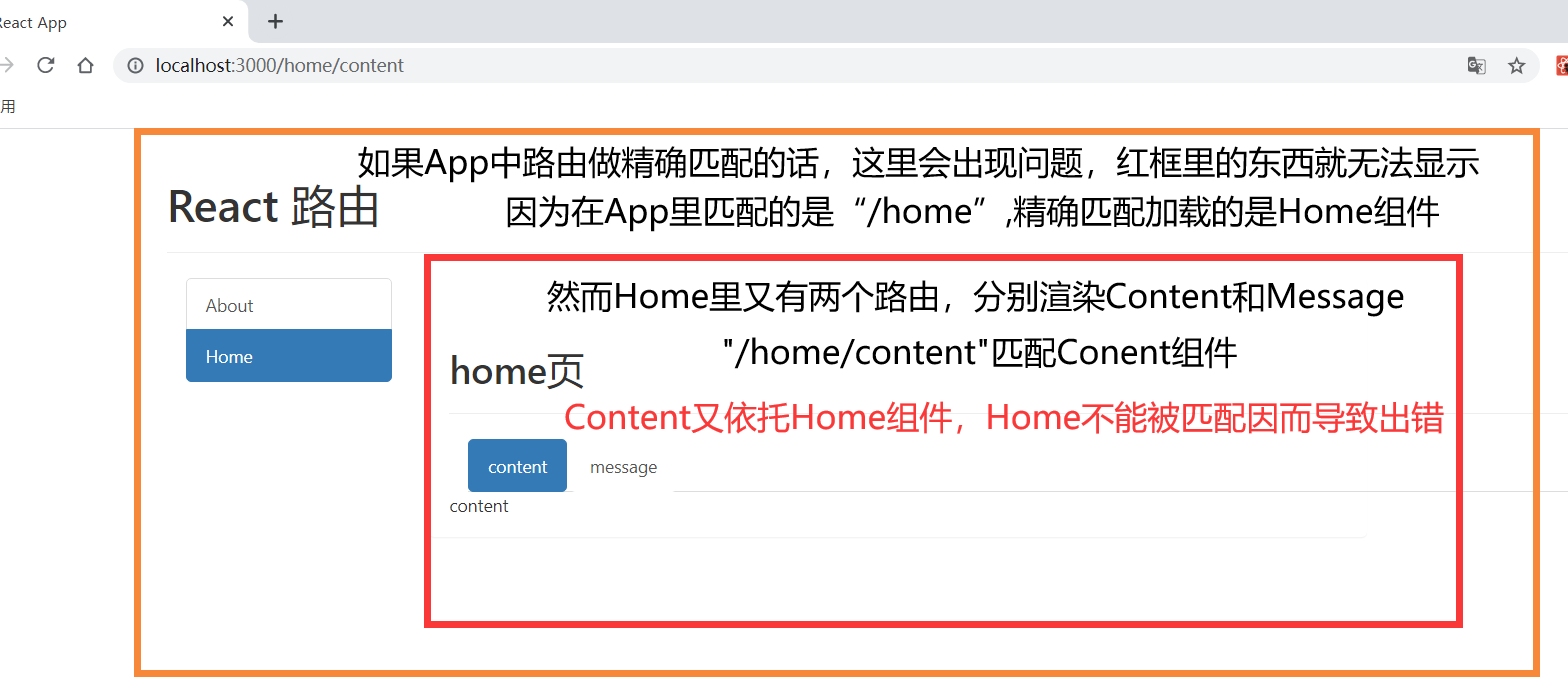 React App
localhost:3000/home/content
用
如果App中路由做精确匹配的话，这里会出现问题，红框里的东西就无法显示
React 路由
因为在App里匹配的是“/home”,精确匹配加载的是Home组件
About
Home
然而Home里又有两个路由，分别渲染Content和Message
"/home/content"匹配Conent组件
home页
Content又依托Home组件，Home不能被匹配因而导致出错
content
message
content